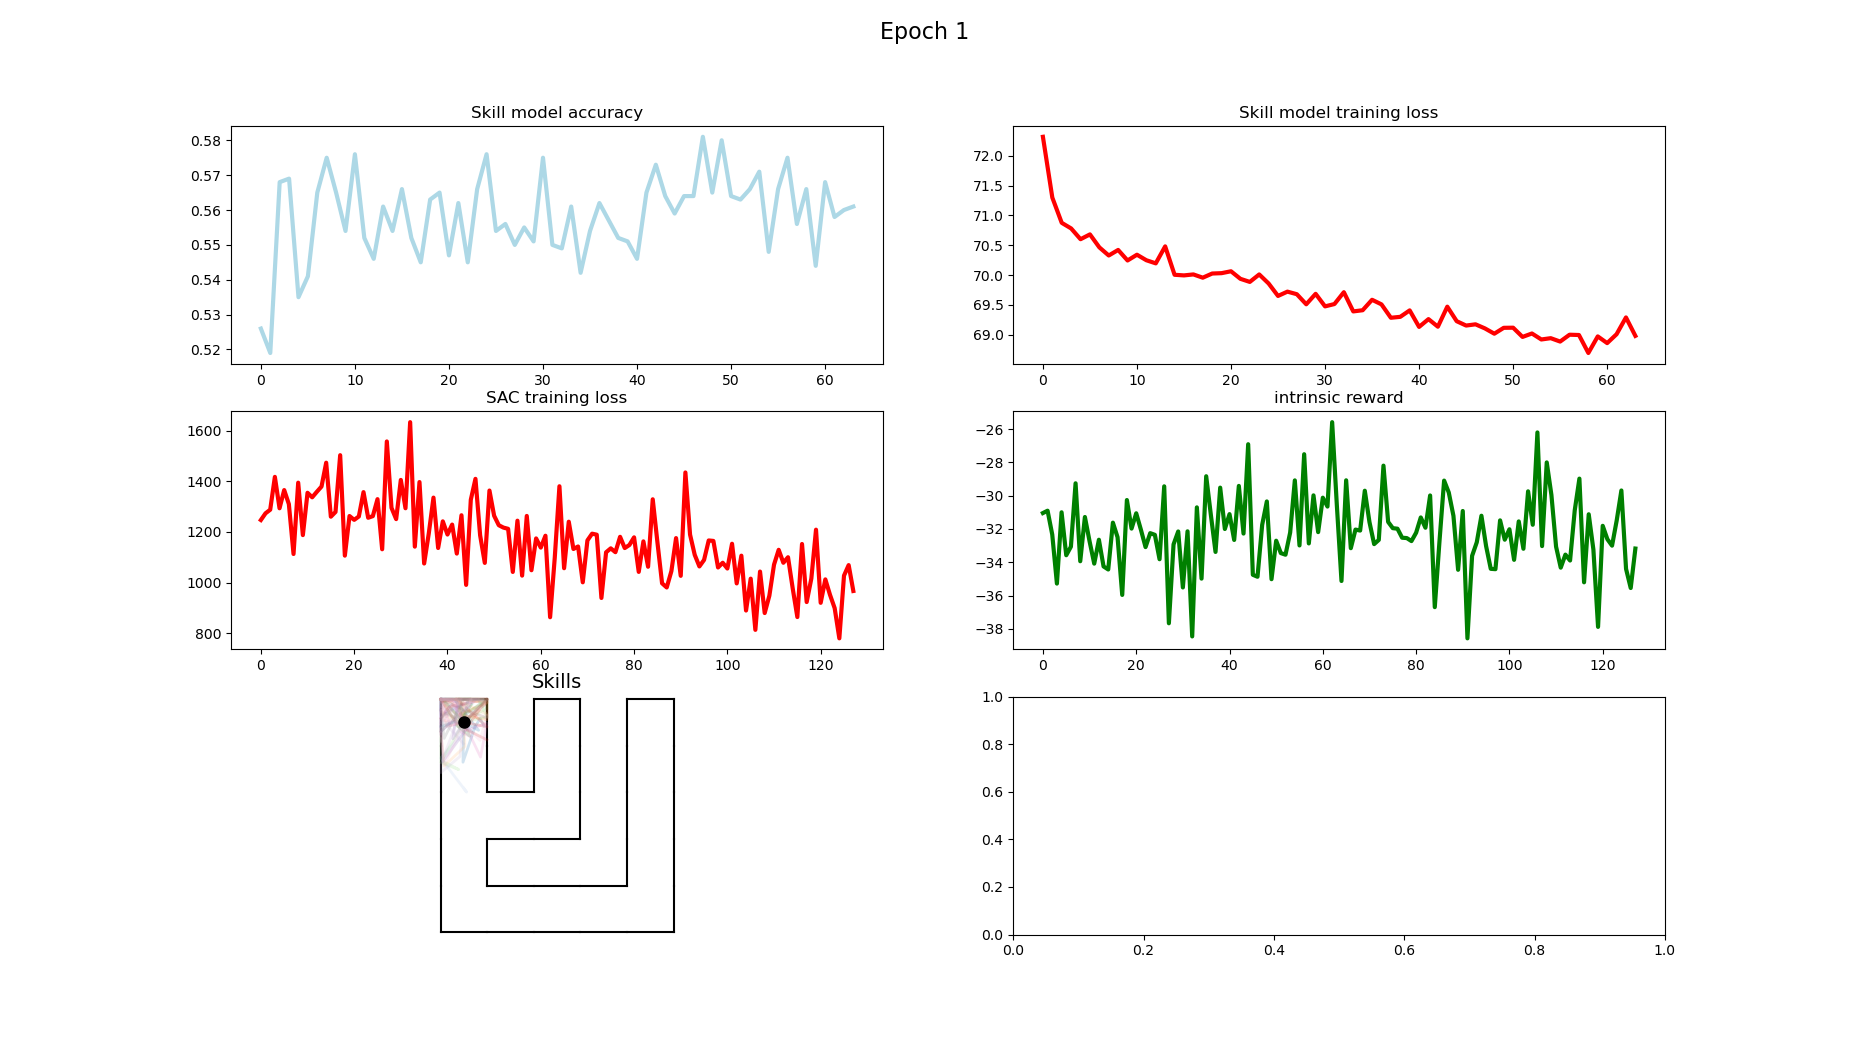 Epoch 1
Skill model accuracy
0.58
0.57
0.56
0.55
0.54
0.53
0.52
0 10 20 30 40 50 60
Skill model training loss
72.0
71.5
71.0
70.5
70.0
69.5
69.0
0 10 20 30 40 50 60
SAC training loss
1600
1400
1200
1000
800
0 20 40 60 80 100 120
intrinsic reward
−26
−28
−30
−32
−34
−36
−38
0 20 40 60 80 100 120
Skills
1.0
0.8
0.6
0.4
0.2
0.0
0.0 0.2 0.4 0.6 0.8 1.0